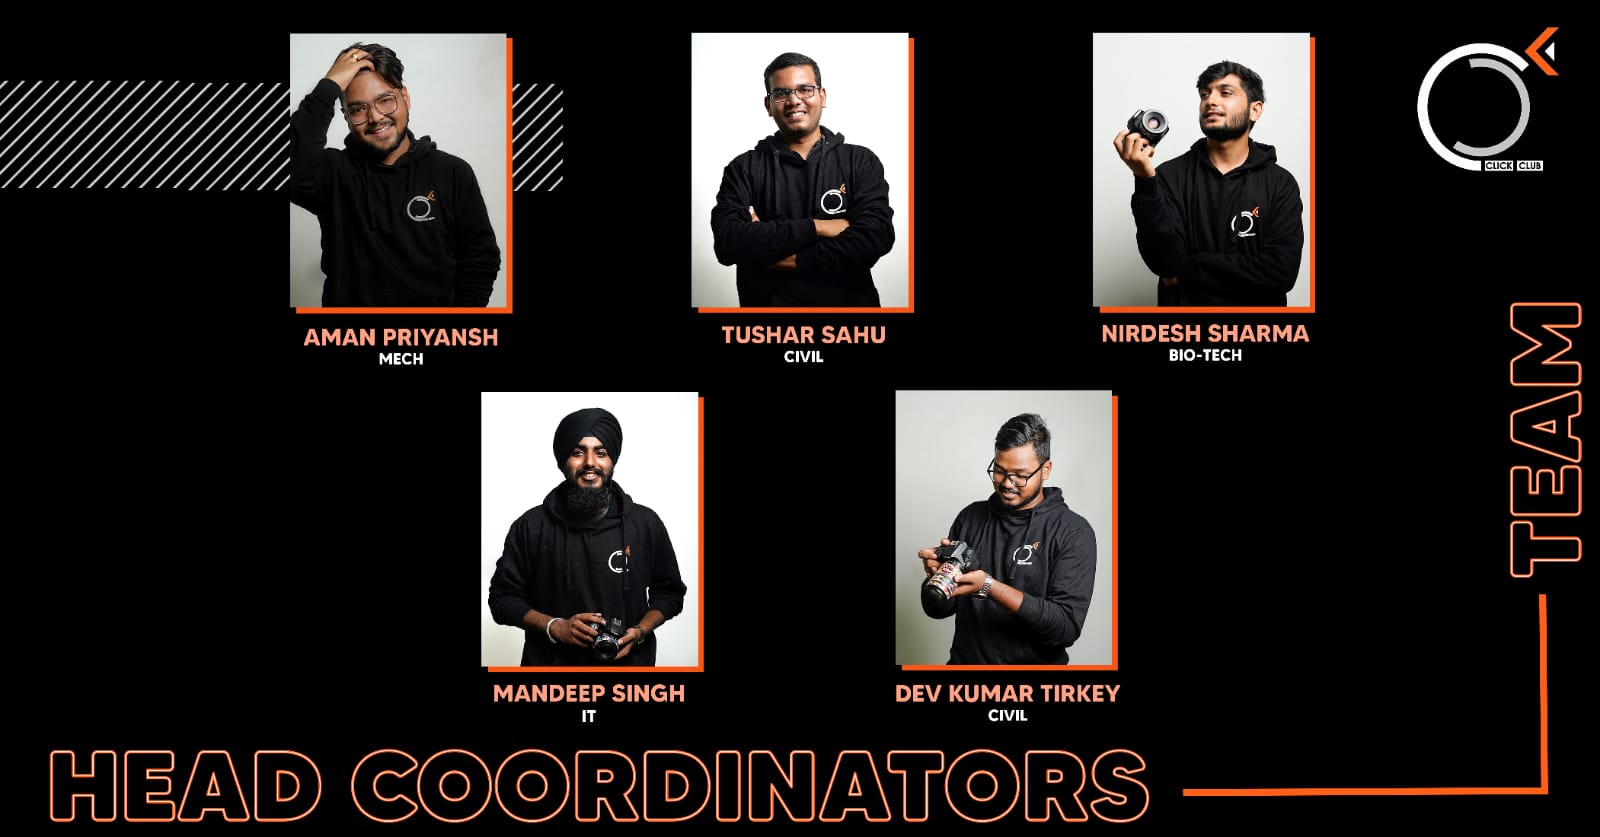 CLICK CLUB
AMAN PRIYANSH
MECH
TUSHAR SAHU
CIVIL
NIRDESH SHARMA
BIO-TECH
MANDEEP SINGH
IT
DEV KUMAR TIRKEY
CIVIL
TEAM
HEAD COORDINATORS